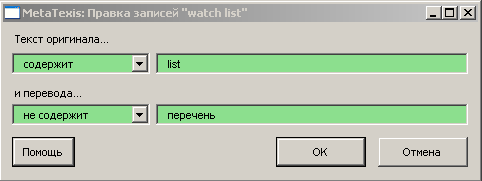 MetaTexis: Правка записей "watch list"
Текст оригинала...
содержит list
и перевода...
не содержит перечень
Помощь OK Отмена